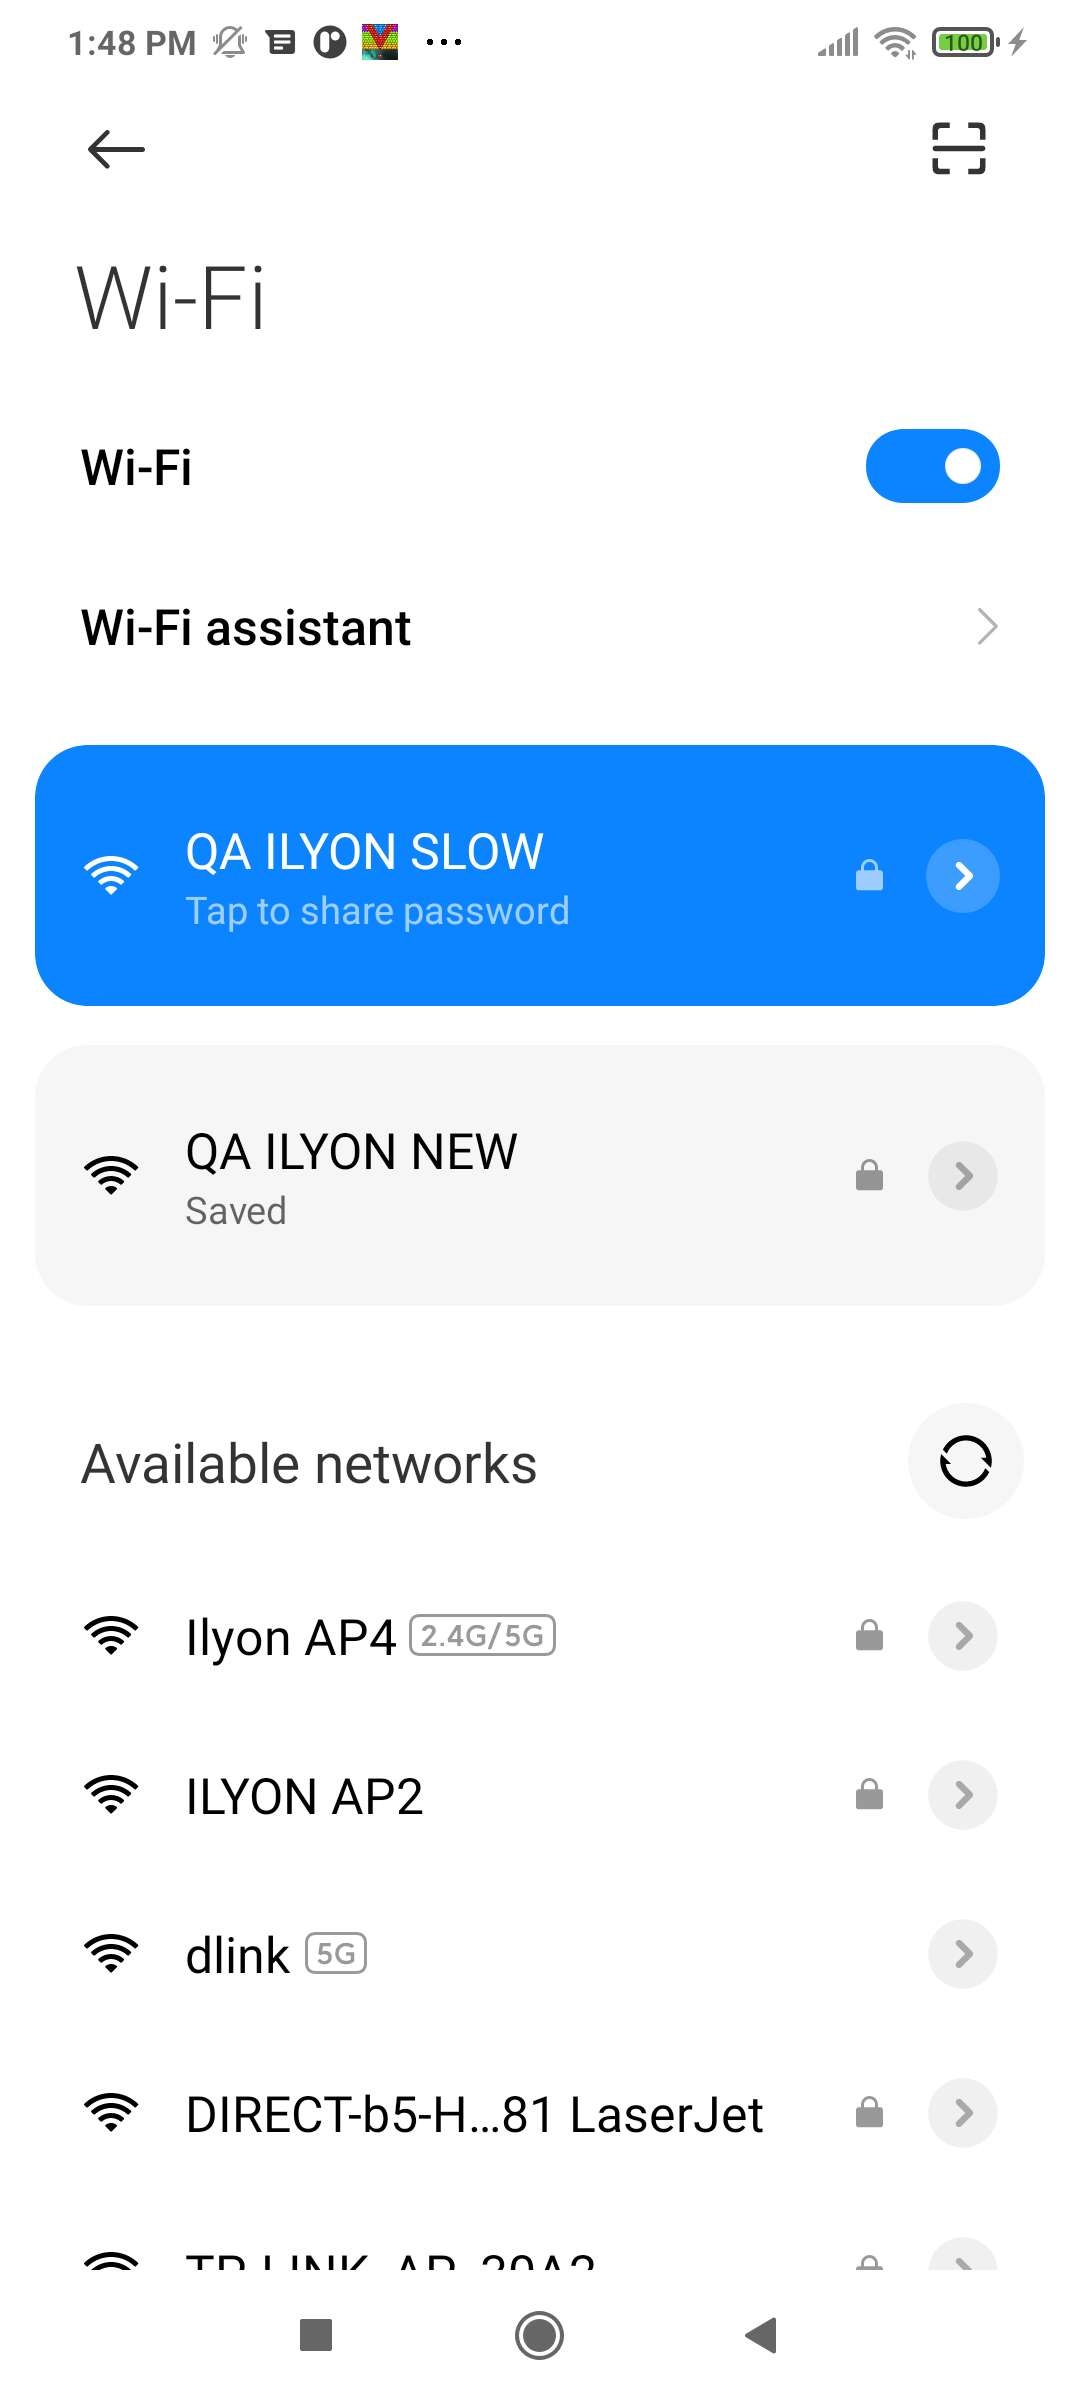 1:48 PM
100
Wi-Fi
Wi-Fi
Wi-Fi assistant
QA ILYON SLOW
Tap to share password
QA ILYON NEW
Saved
Available networks
Ilyon AP4 2.4G/5G
ILYON AP2
dlink 5G
DIRECT-b5-H...81 LaserJet